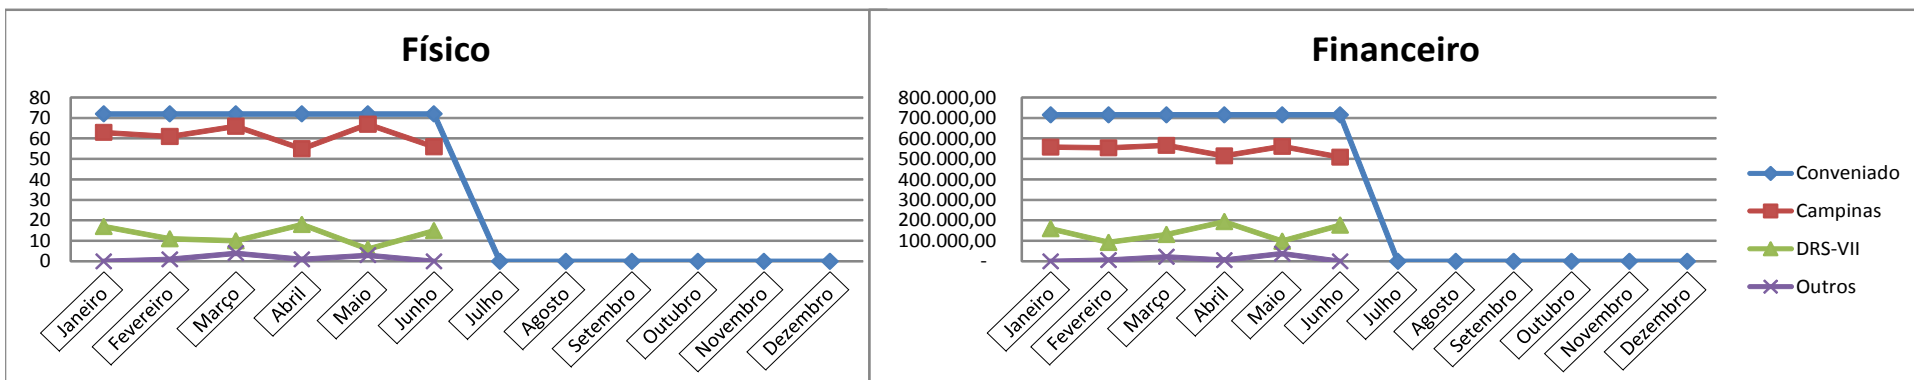 Físico
80
70
60
50
40
30
20
10
0
Janeiro
Fevereiro
Março
Abril
Maio
Junho
Julho
Agosto
Setembro
Outubro
Novembro
Dezembro
Financeiro
800.000,00
700.000,00
600.000,00
500.000,00
400.000,00
300.000,00
200.000,00
100.000,00
-
Janeiro
Fevereiro
Março
Abril
Maio
Junho
Julho
Agosto
Setembro
Outubro
Novembro
Dezembro
Conveniado
Campinas
DRS-VII
Outros